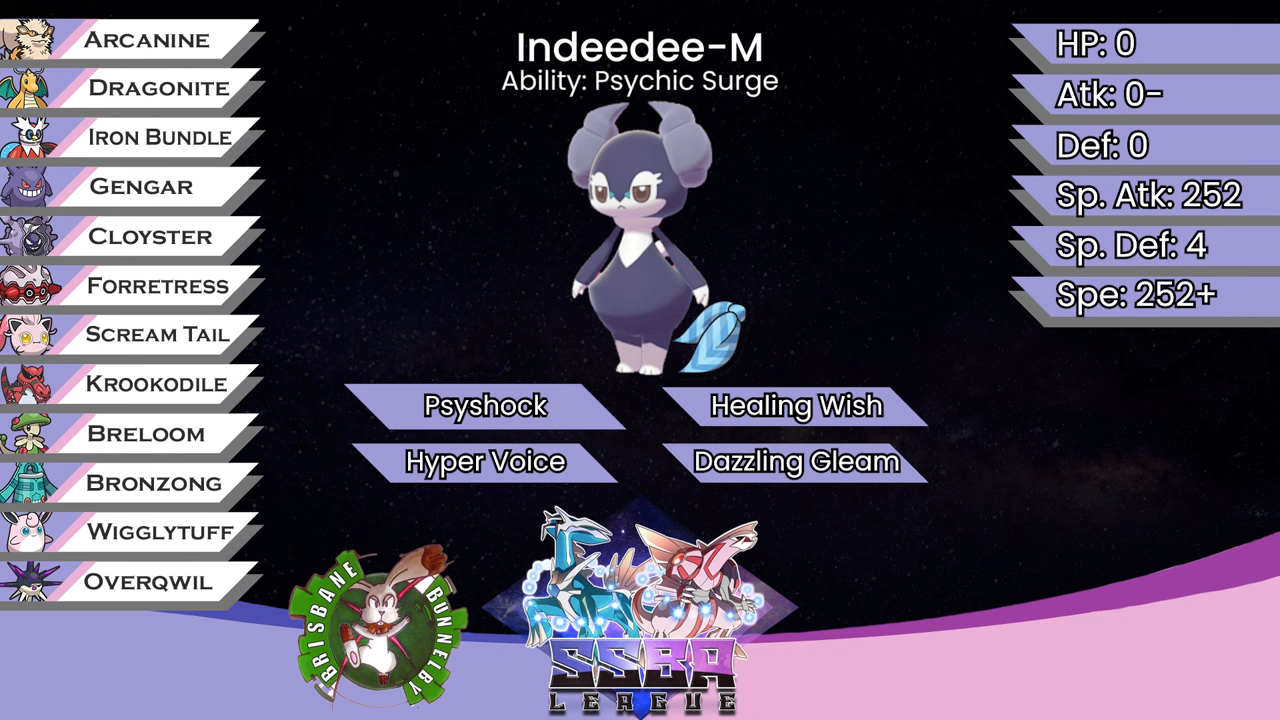 ARCANINE
DRAGONITE
IRON BUNDLE
GENGAR
CLOYSTER
FORRETRESS
SCREAM TAIL
KROOKODILE
BRELOOM
BRONZONG
WIGGLYTUFF
OVERQWIL
Indeedee-M
Ability: Psychic Surge
Psyshock
Healing Wish
Hyper Voice
Dazzling Gleam
HP: 0
Atk: 0-
Def: 0
Sp. Atk: 252
Sp. Def: 4
Spe: 252+
BRISBANE
BUNNELBY
SSBA
LEAGUE